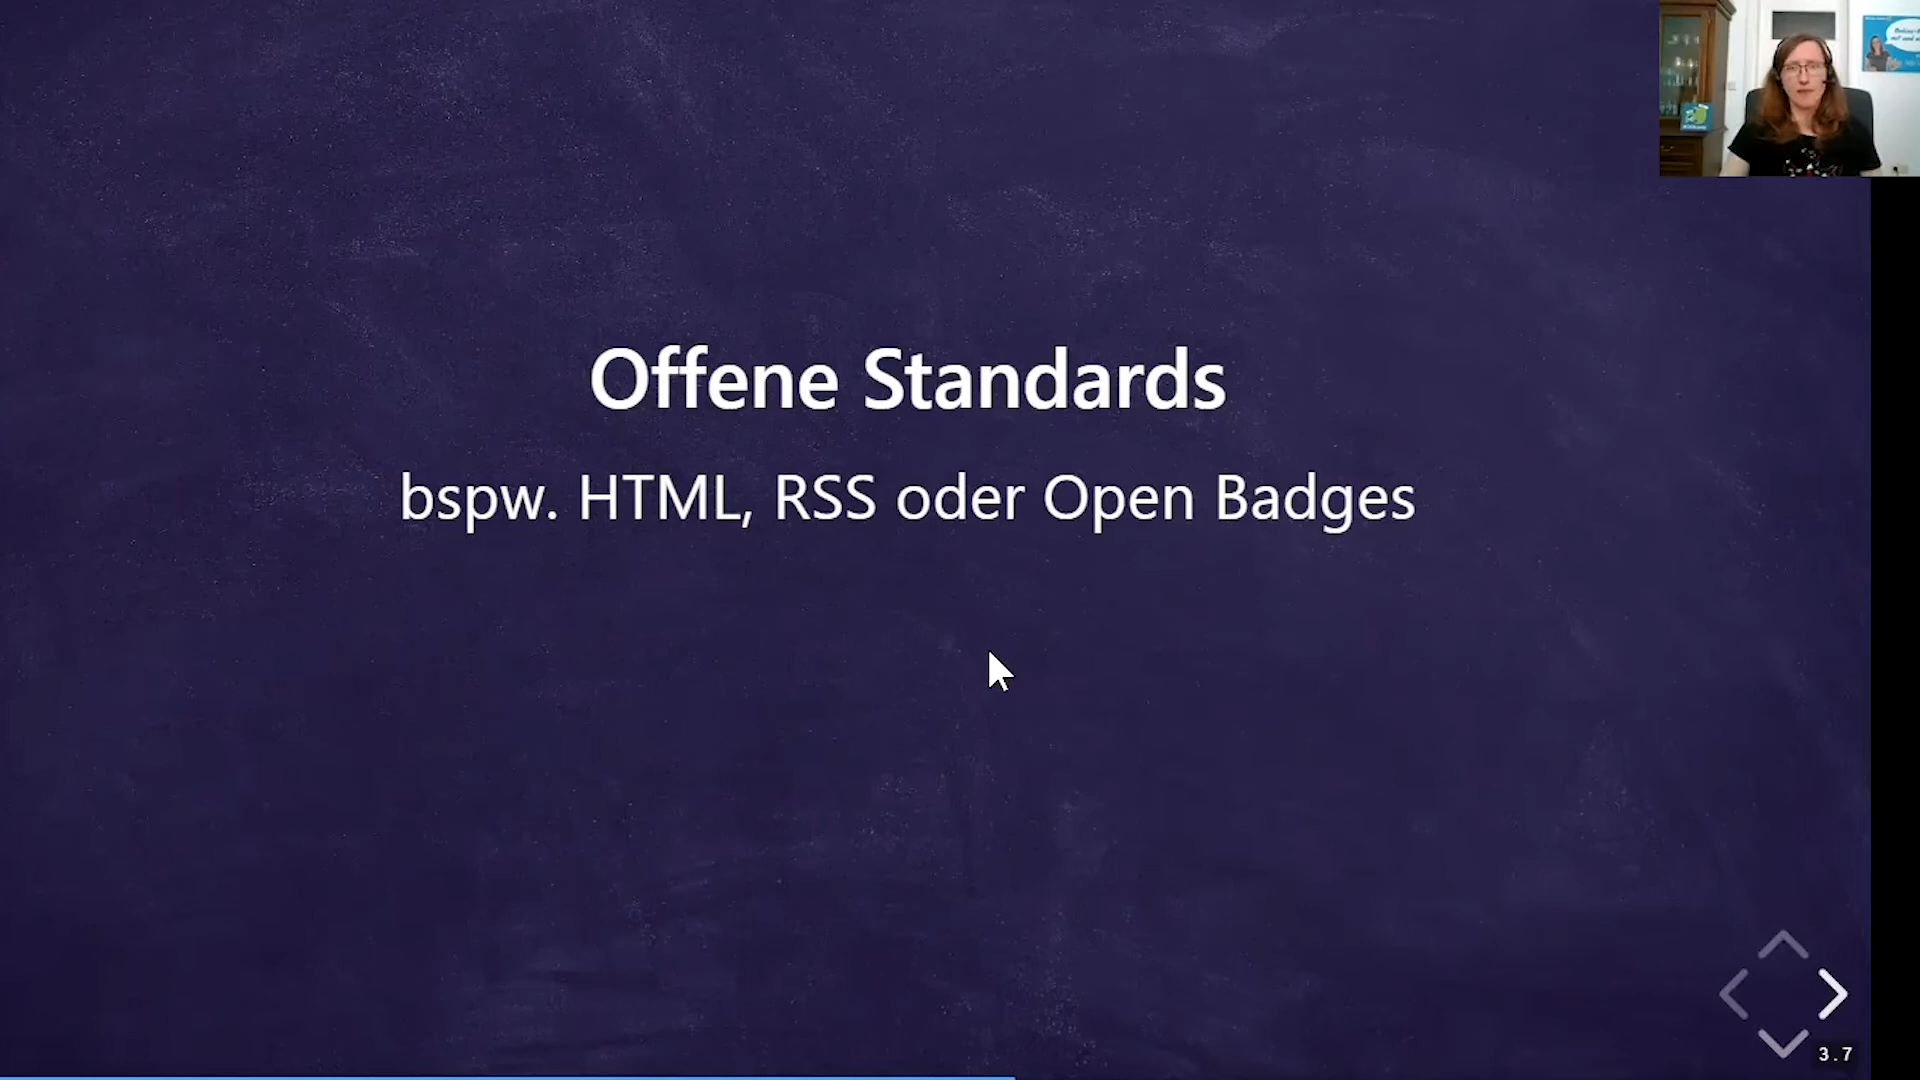 Offene Standards
bspw. HTML, RSS oder Open Badges
3.7